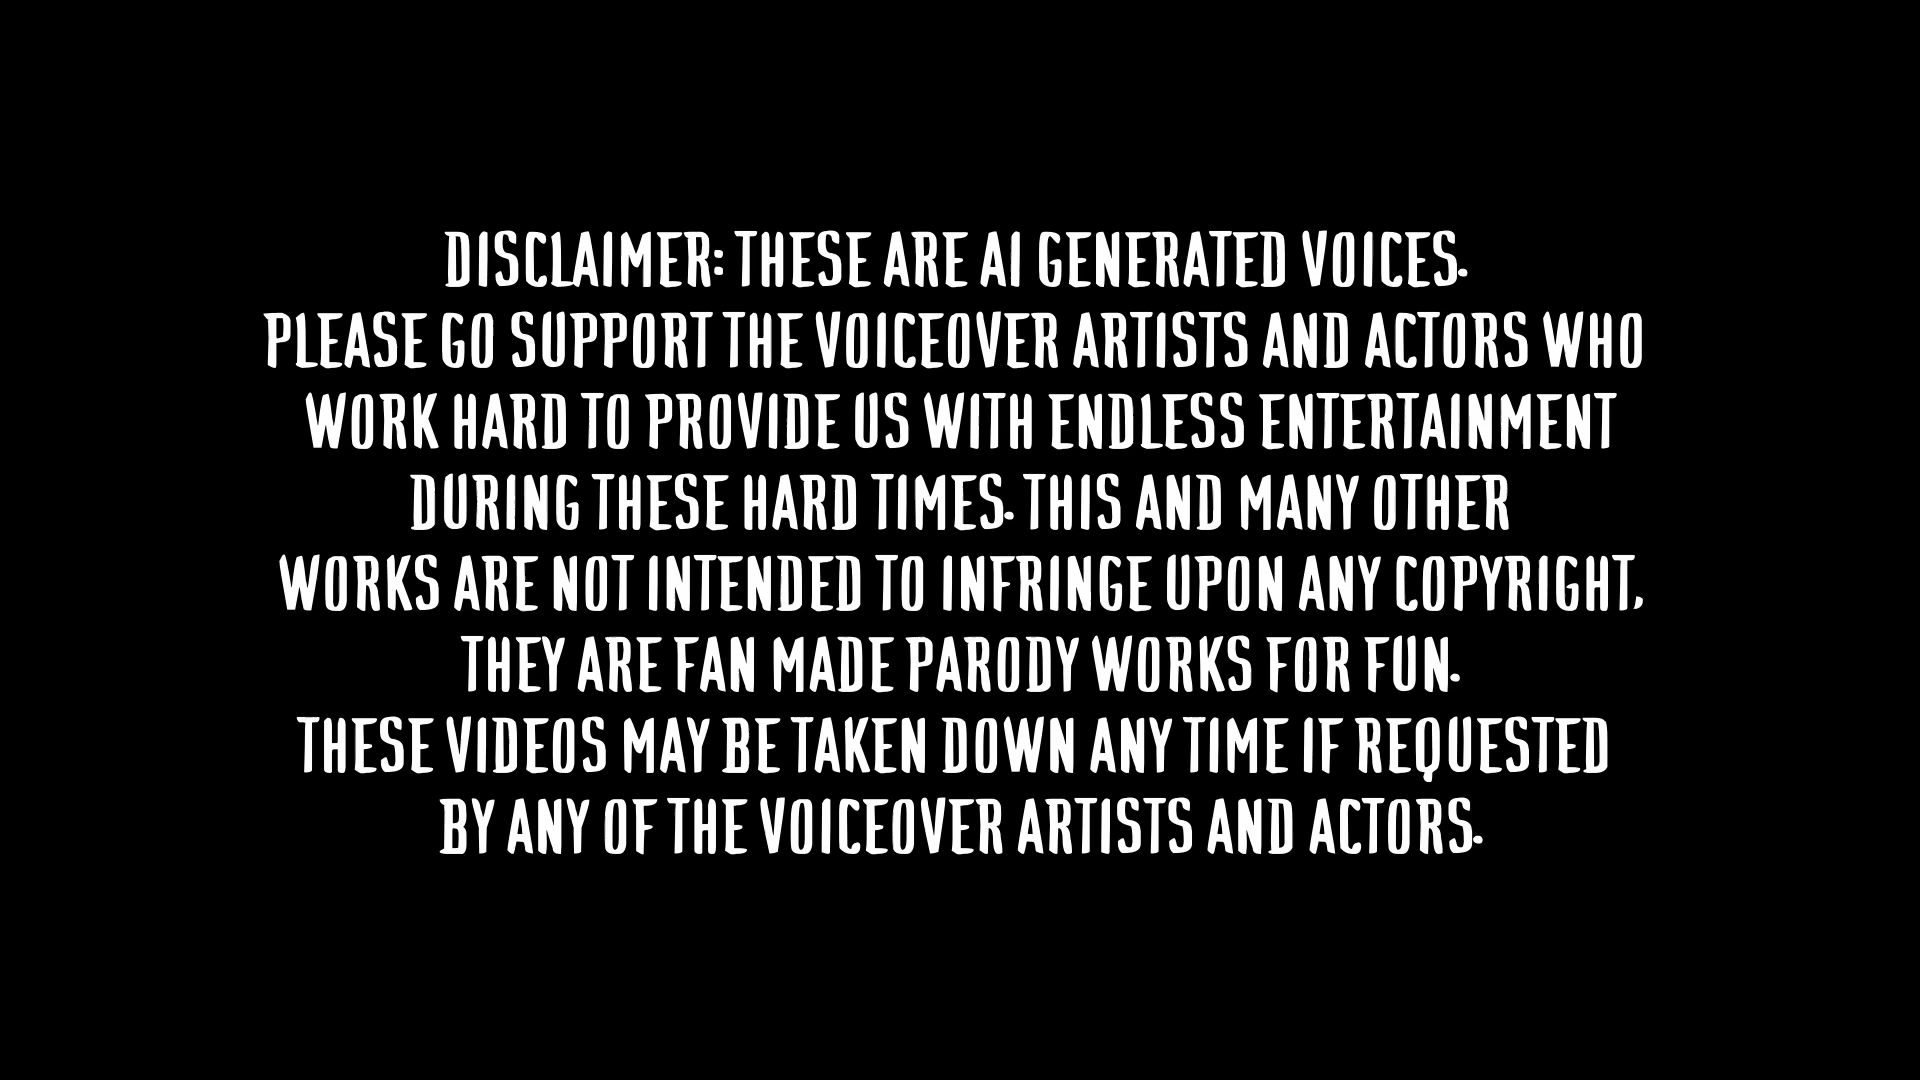 DISCLAIMER: THESE ARE AI GENERATED VOICES.
PLEASE GO SUPPORT THE VOICEOVER ARTISTS AND ACTORS WHO
WORK HARD TO PROVIDE US WITH ENDLESS ENTERTAINMENT
DURING THESE HARD TIMES. THIS AND MANY OTHER
WORKS ARE NOT INTENDED TO INFRINGE UPON ANY COPYRIGHT,
THEY ARE FAN MADE PARODY WORKS FOR FUN.
THESE VIDEOS MAY BE TAKEN DOWN ANY TIME IF REQUESTED
BY ANY OF THE VOICEOVER ARTISTS AND ACTORS.